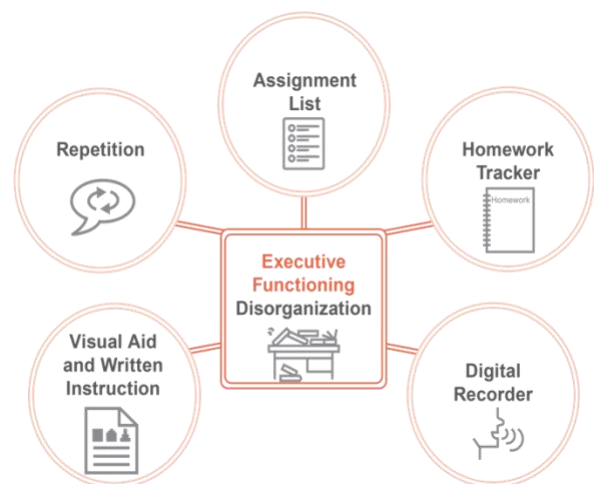 Assignment
List
Repetition
Homework
Tracker
Homework
Executive
Functioning
Disorganization
Visual Aid
and Written
Instruction
Digital
Recorder